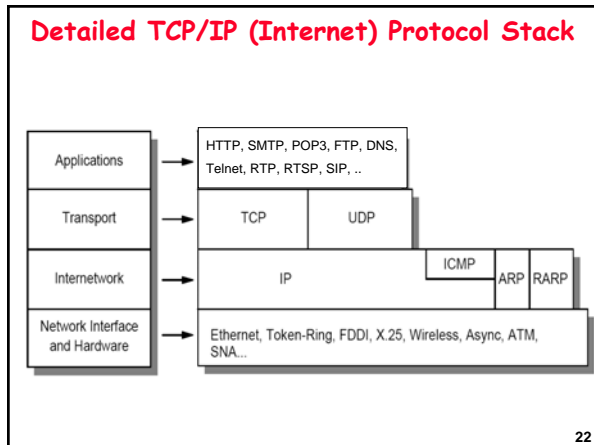 Detailed TCP/IP (Internet) Protocol Stack
Applications
HTTP, SMTP, POP3, FTP, DNS,
Telnet, RTP, RTSP, SIP, ..
Transport
TCP
UDP
Internetwork
IP
ICMP
ARP
RARP
Network Interface
and Hardware
Ethernet, Token-Ring, FDDI, X.25, Wireless, Async, ATM,
SNA...
22